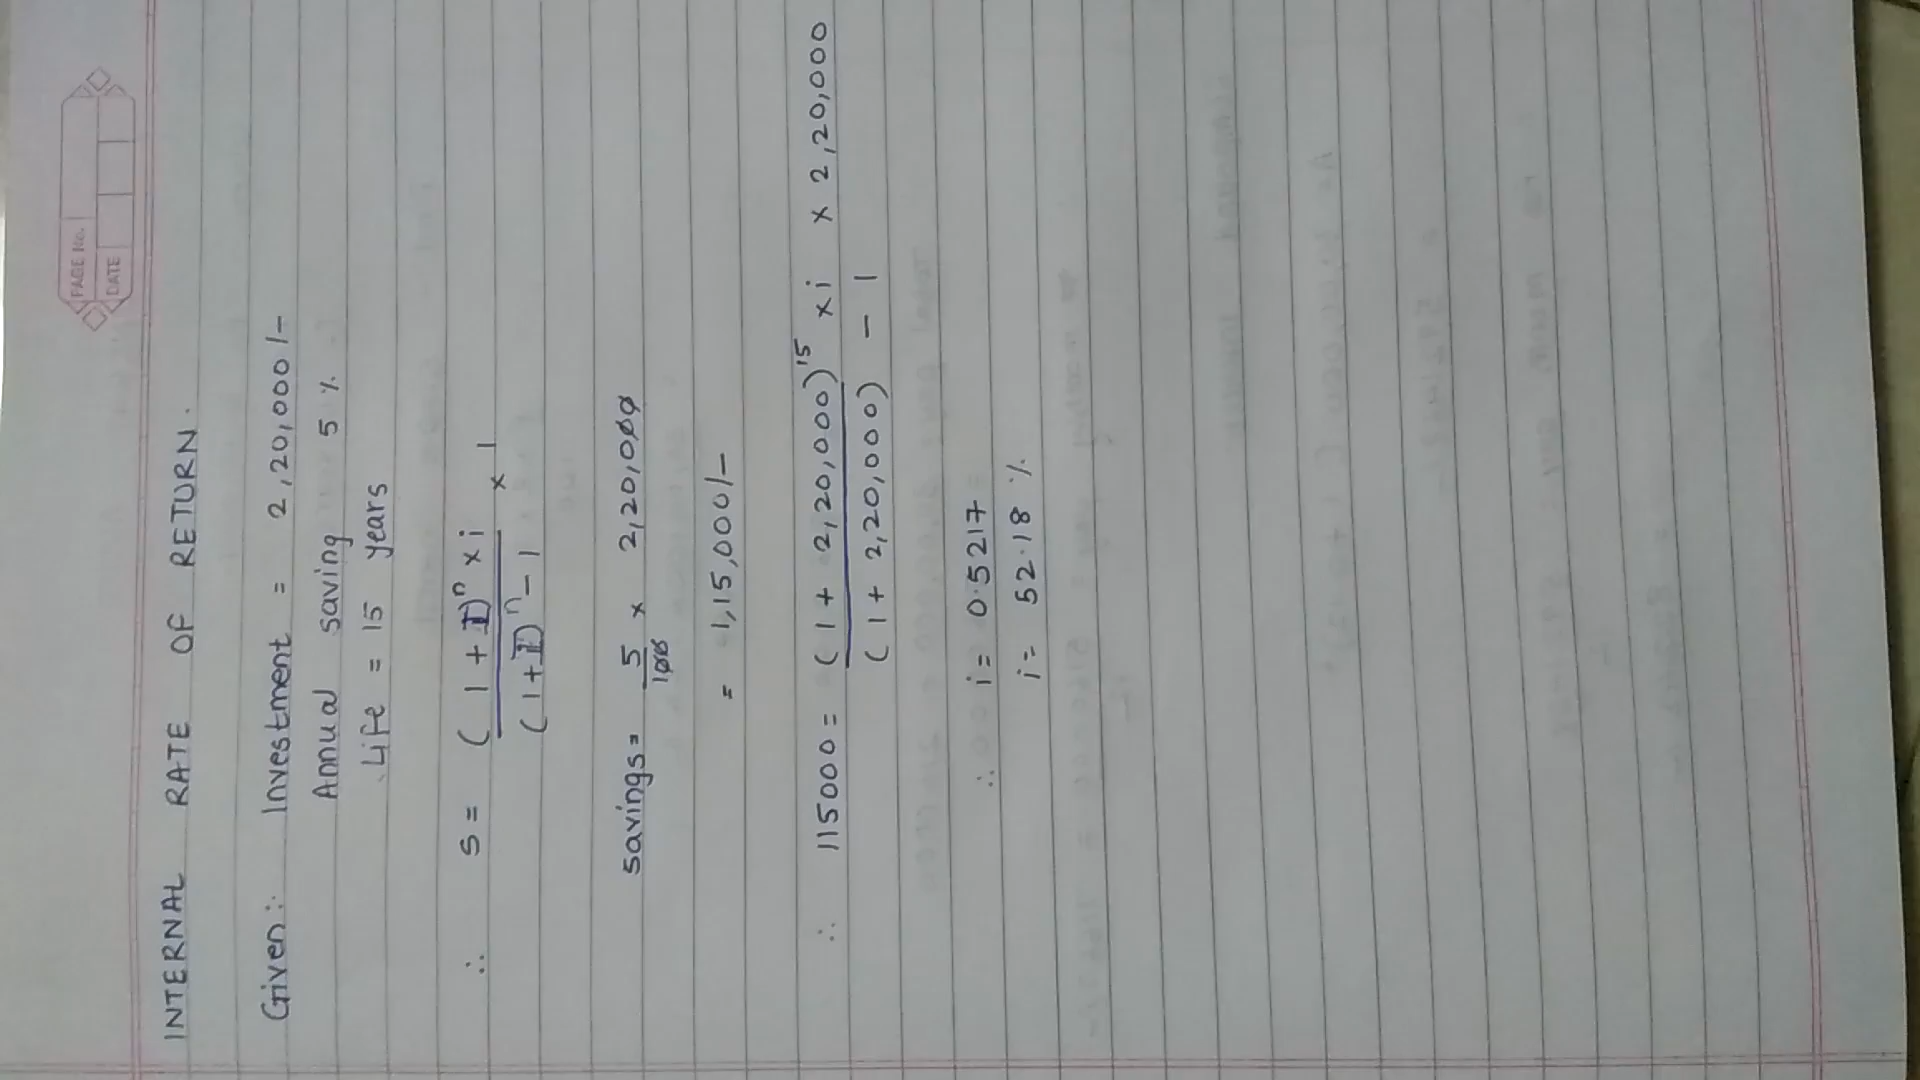 PAGE No.
DATE
INTERNAL RATE OF RETURN.
Given: Investment = 2,20,000/-
Annual saving 5 %
Life = 15 years
∴ S = (1 + I)ⁿ × i × I
(1 + I)ⁿ - 1
savings = 5 × 2,20,000
100
= 1,15,000/-
∴ 115000 = (1 + 2,20,000)¹⁵ × i × 2,20,000
(1 + 2,20,000) - 1
∴ i = 0.5217
i = 52.18 %